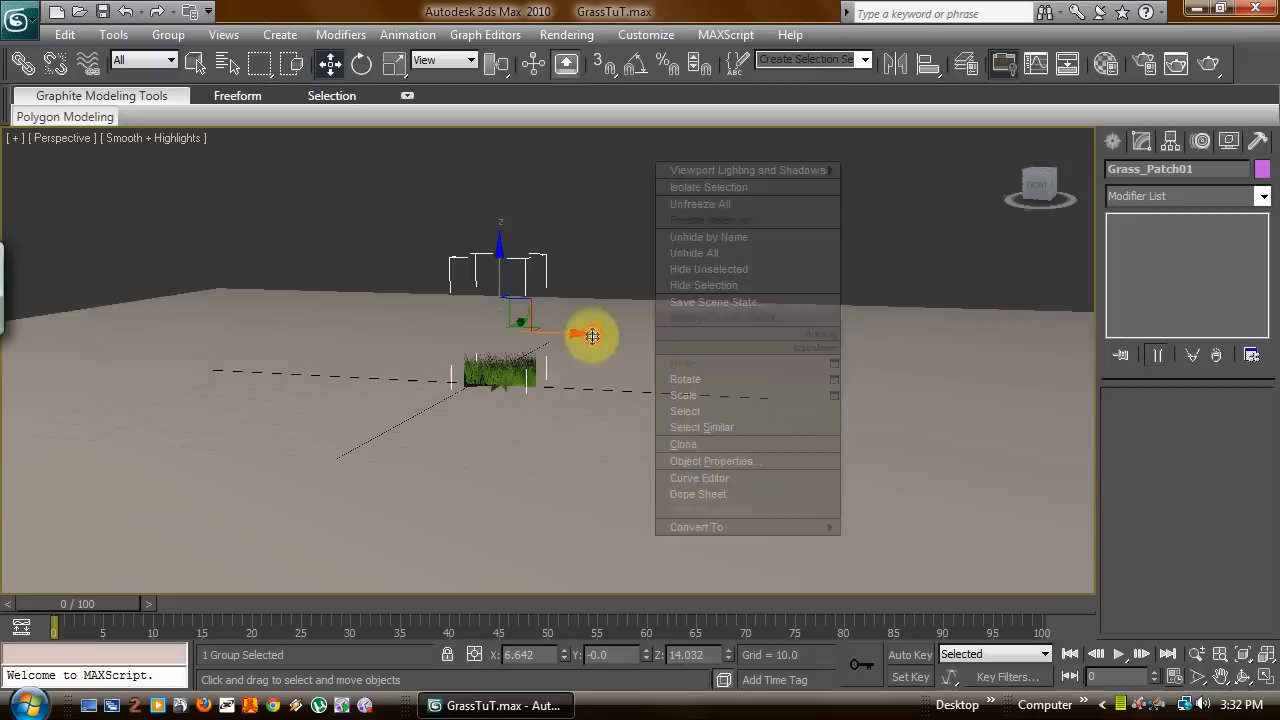 Autodesk 3ds Max 2010 GrassTuT.max
Type a keyword or phrase
Edit Tools Group Views Create Modifiers Animation Graph Editors Rendering Customize MAXScript Help
All View Create Selection Se
Graphite Modeling Tools Freeform Selection
Polygon Modeling
[ + ] [ Perspective ] [ Smooth + Highlights ]
Grass_Patch01
Modifier List
Viewport Lighting and Shadows
Isolate Selection
Unfreeze All
Unhide by Name
Unhide All
Hide Unselected
Hide Selection
Save Scene State...
Rotate
Scale
Select
Select Similar
Clone
Object Properties...
Curve Editor
Dope Sheet
Convert To
z
FRONT
< 0 / 100 >
0 5 10 15 20 25 30 35 40 45 50 55 60 65 70 75 80 85 90 95 100
1 Group Selected X: 6.642 Y: -0.0 Z: 14.032 Grid = 10.0 Auto Key Selected
Welcome to MAXScript. Click and drag to select and move objects Add Time Tag Set Key Key Filters... 0
GrassTuT.max - Aut... Desktop » Computer » 3:32 PM